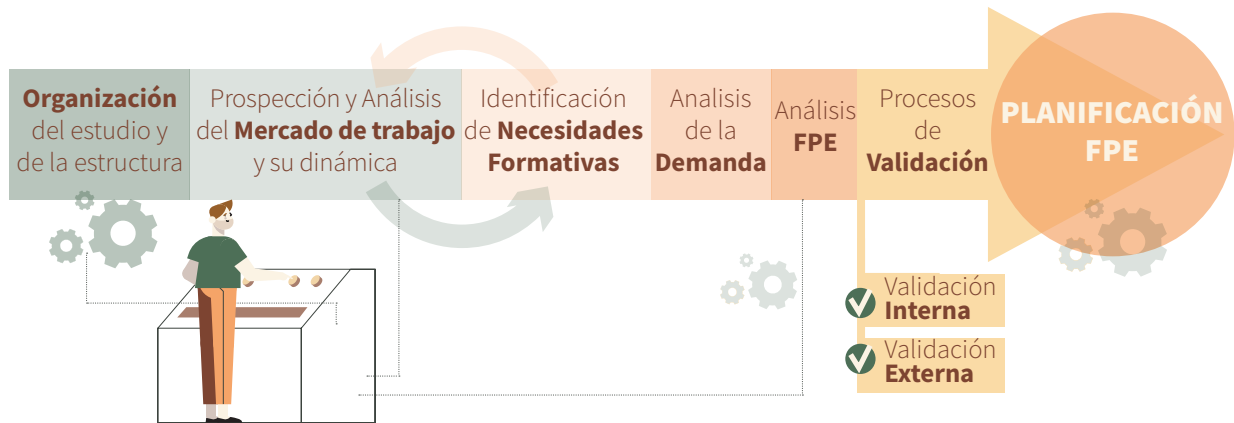 Organización
del estudio y
de la estructura
Prospección y Análisis
del Mercado de trabajo
y su dinámica
Identificación
de Necesidades
Formativas
Analisis
de la
Demanda
Análisis
FPE
Procesos
de
Validación
PLANIFICACIÓN
FPE
Validación
Interna
Validación
Externa